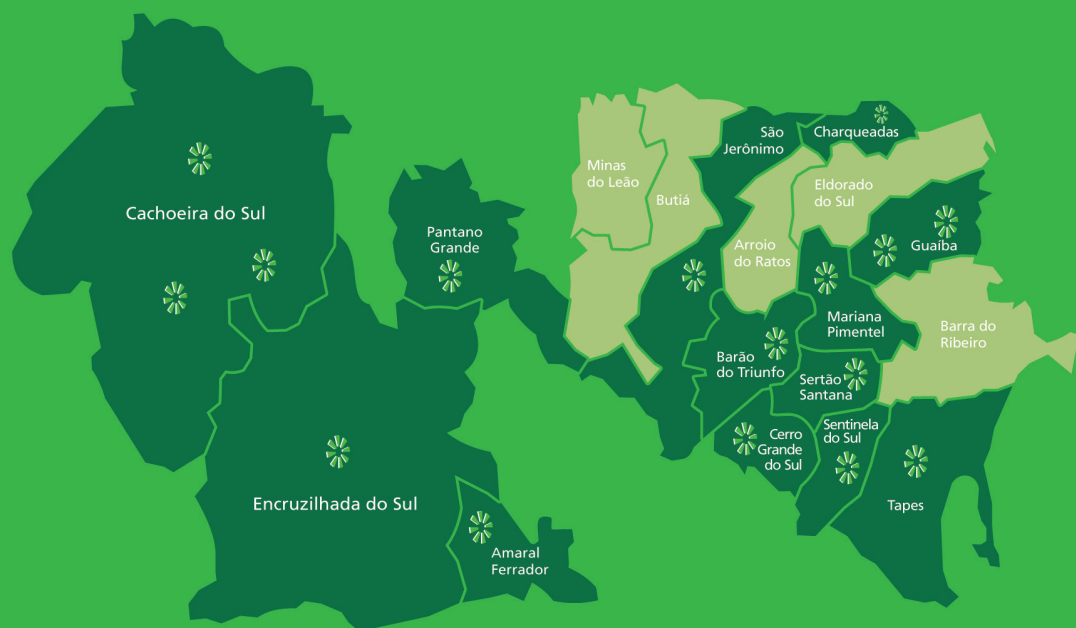 Cachoeira do Sul
Pantano
Grande
Encruzilhada do Sul
Amaral
Ferrador
Minas
do Leão
Butiá
São
Jerônimo
Charqueadas
Eldorado
do Sul
Arroio
do Ratos
Guaíba
Mariana
Pimentel
Barra do
Ribeiro
Barão
do Triunfo
Sertão
Santana
Cerro
Grande
do Sul
Sentinela
do Sul
Tapes